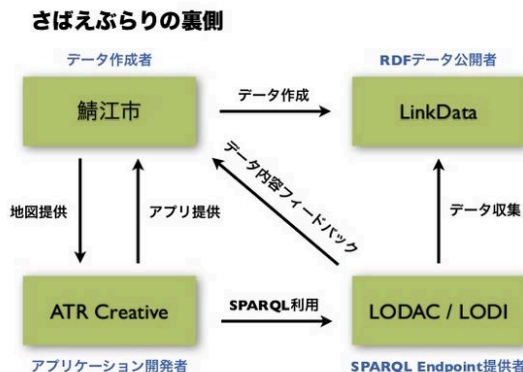 さばえぶらりの裏側
データ作成者
RDFデータ公開者
鯖江市
データ作成
LinkData
データ内容フィードバック
地図提供
アプリ提供
データ収集
ATR Creative
SPARQL利用
LODAC / LODI
アプリケーション開発者
SPARQL Endpoint提供者